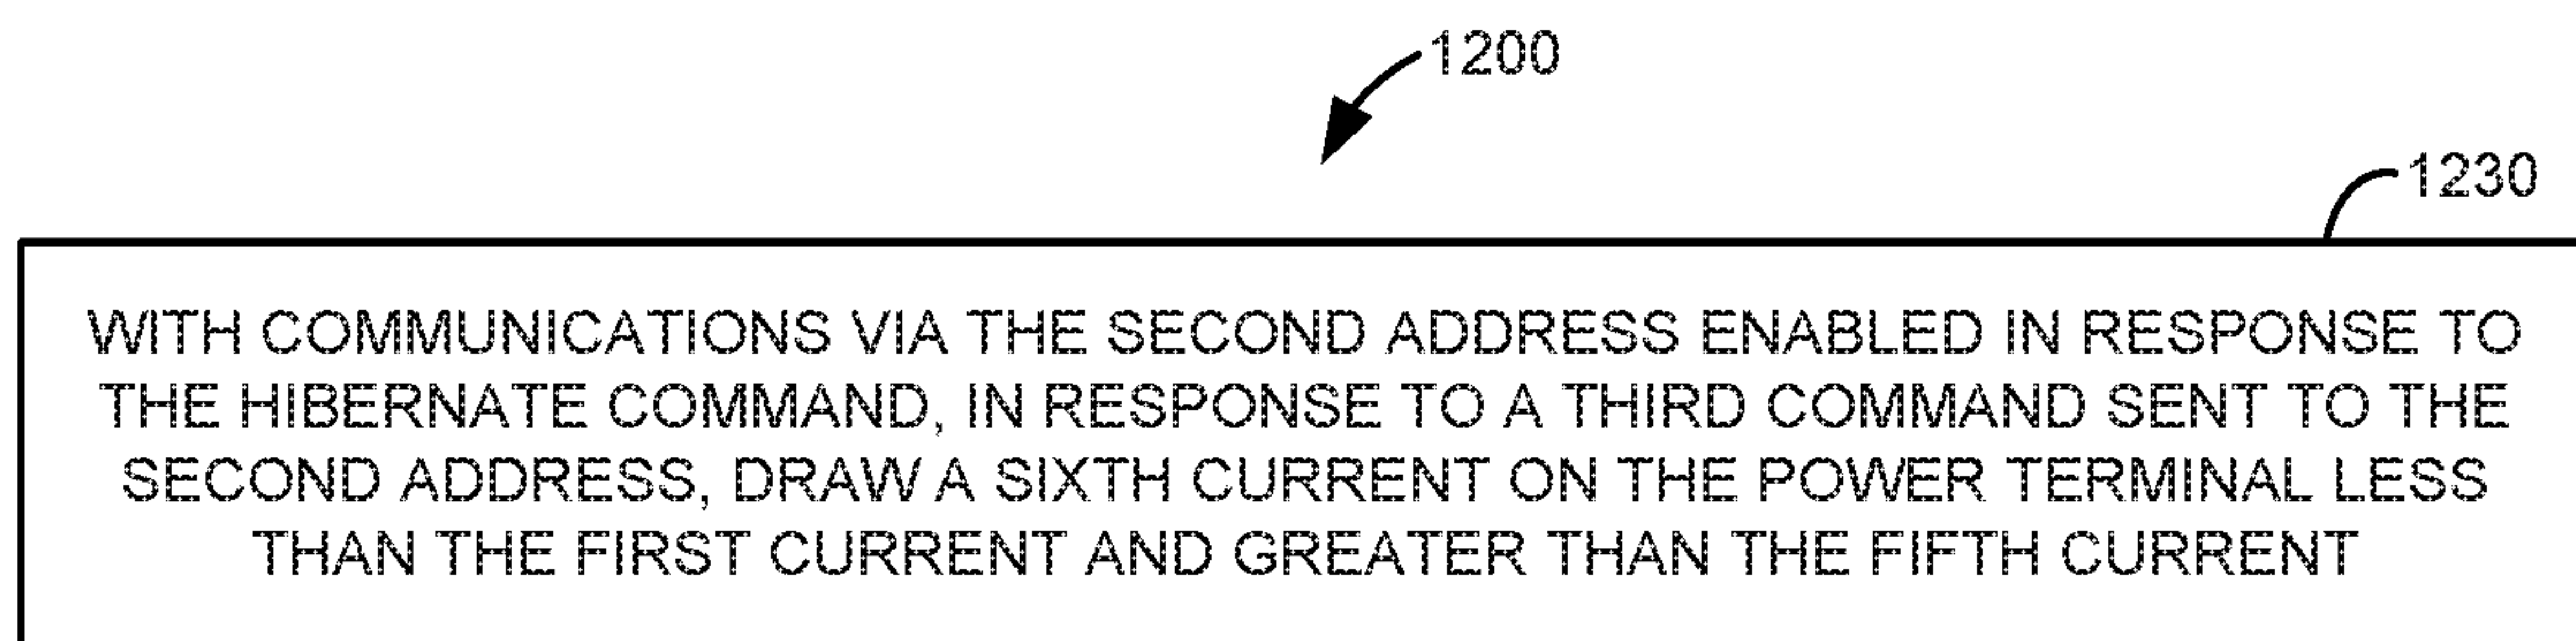 1200
1230
WITH COMMUNICATIONS VIA THE SECOND ADDRESS ENABLED IN RESPONSE TO
THE HIBERNATE COMMAND, IN RESPONSE TO A THIRD COMMAND SENT TO THE
SECOND ADDRESS, DRAW A SIXTH CURRENT ON THE POWER TERMINAL LESS
THAN THE FIRST CURRENT AND GREATER THAN THE FIFTH CURRENT